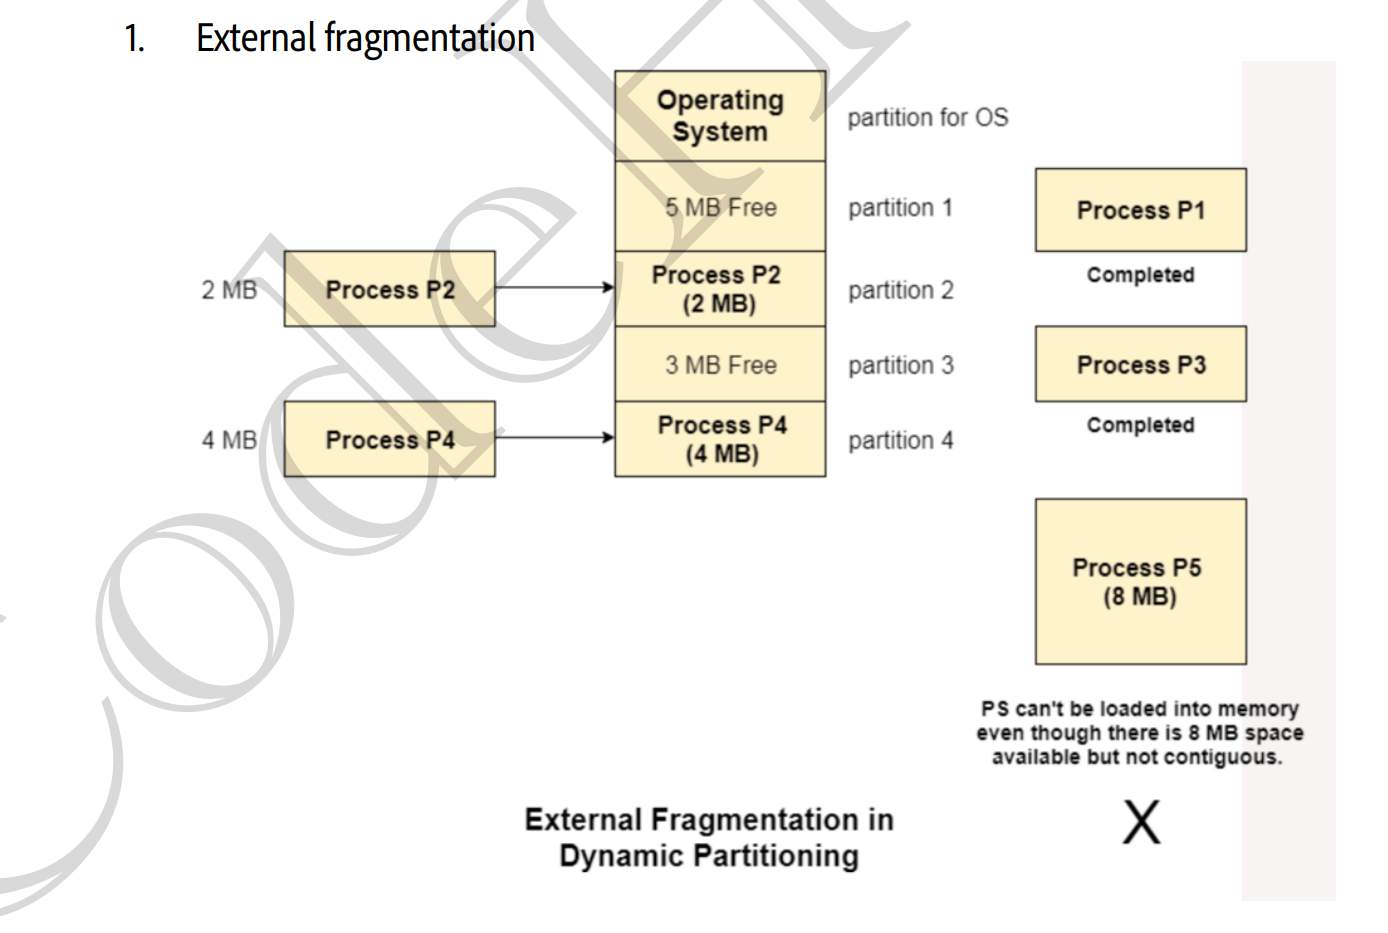 1. External fragmentation
Operating
System
partition for OS
5 MB Free
partition 1
Process P1
Completed
2 MB
Process P2
Process P2
(2 MB)
partition 2
3 MB Free
partition 3
Process P3
Completed
4 MB
Process P4
Process P4
(4 MB)
partition 4
Process P5
(8 MB)
PS can't be loaded into memory
even though there is 8 MB space
available but not contiguous.
X
External Fragmentation in
Dynamic Partitioning